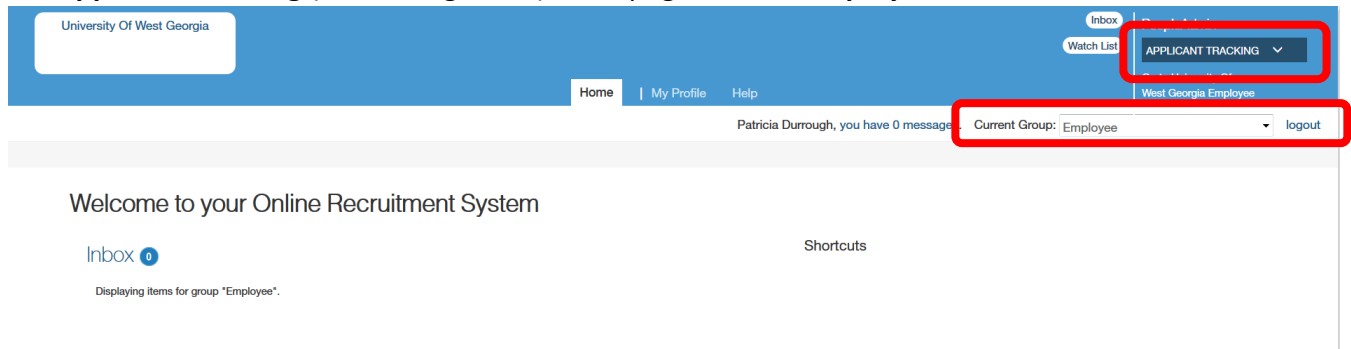 University Of West Georgia
Inbox
Watch List
APPLICANT TRACKING
West Georgia Employee
Home | My Profile Help
Patricia Durrough, you have 0 message Current Group: Employee logout
Welcome to your Online Recruitment System
Inbox 0
Shortcuts
Displaying items for group "Employee".